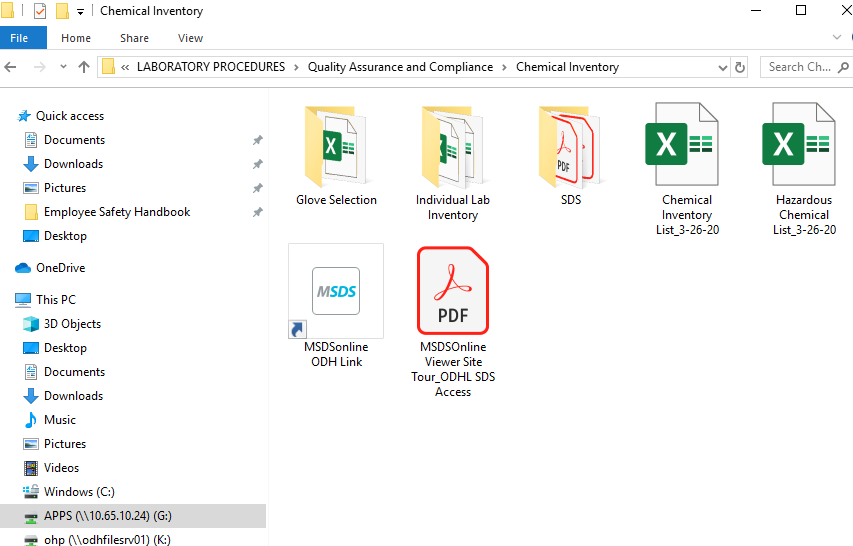 Chemical Inventory
File Home Share View
« LABORATORY PROCEDURES > Quality Assurance and Compliance > Chemical Inventory
Search Ch...
Quick access
Documents
Downloads
Pictures
Employee Safety Handbook
Desktop
OneDrive
This PC
3D Objects
Desktop
Documents
Downloads
Music
Pictures
Videos
Windows (C:)
APPS (\\10.65.10.24) (G:)
ohp (\\odhfilesrv01) (K:)
X
Glove Selection
X
Individual Lab
Inventory
PDF
SDS
X
Chemical
Inventory
List_3-26-20
X
Hazardous
Chemical
List_3-26-20
MSDS
MSDSonline
ODH Link
PDF
MSDSOnline
Viewer Site
Tour_ODHL SDS
Access